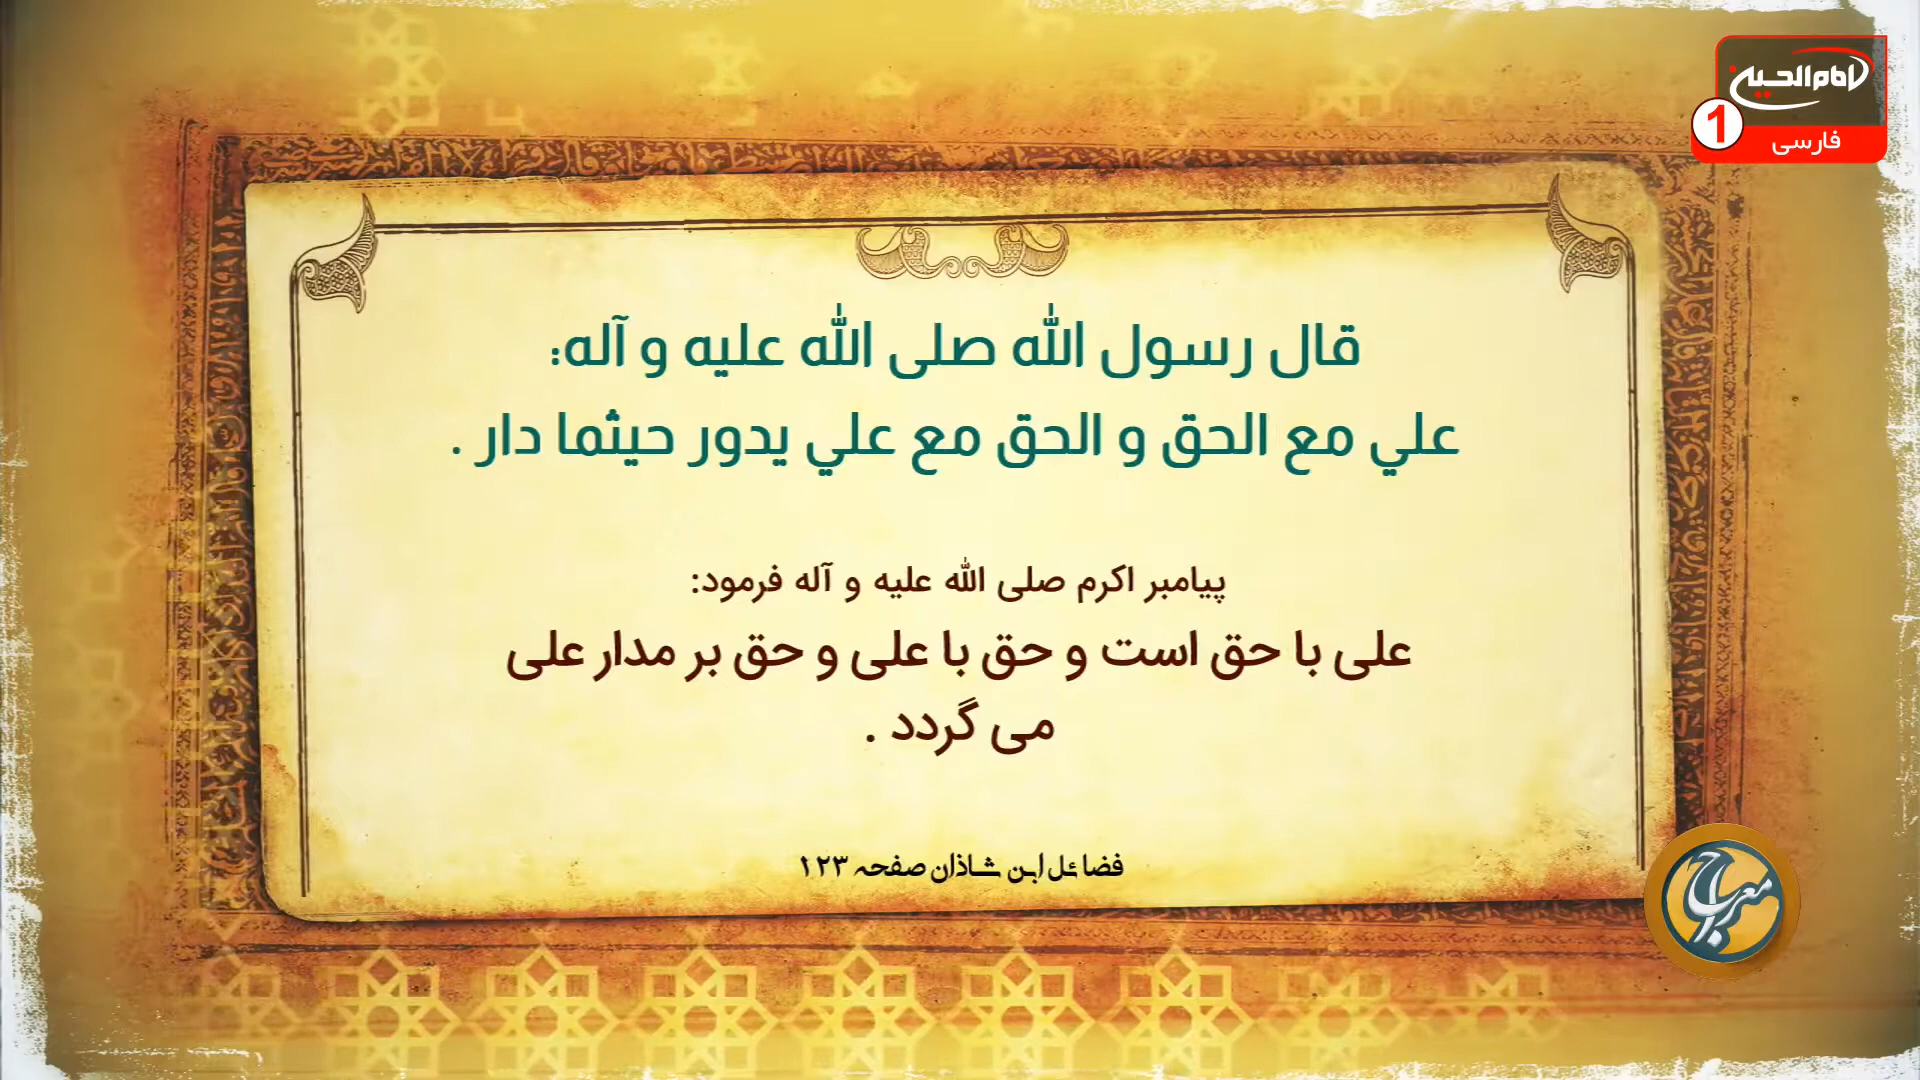 امام الحسین
1
فارسی
قال رسول الله صلی الله علیه و آله:
علي مع الحق و الحق مع علي يدور حيثما دار .
پیامبر اکرم صلی الله علیه و آله فرمود:
علی با حق است و حق با علی و حق بر مدار علی
می گردد .
فضائل ابن شاذان صفحه ۱۲۳
معراج